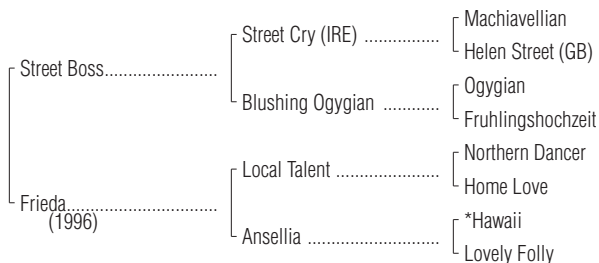 Machiavellian
Street Cry (IRE) ..................
Helen Street (GB)
Street Boss...........................
Ogygian
Blushing Ogygian .............
Fruhlingshochzeit
Northern Dancer
Local Talent ........................
Home Love
Frieda....................................
(1996)
*Hawaii
Ansellia ...............................
Lovely Folly